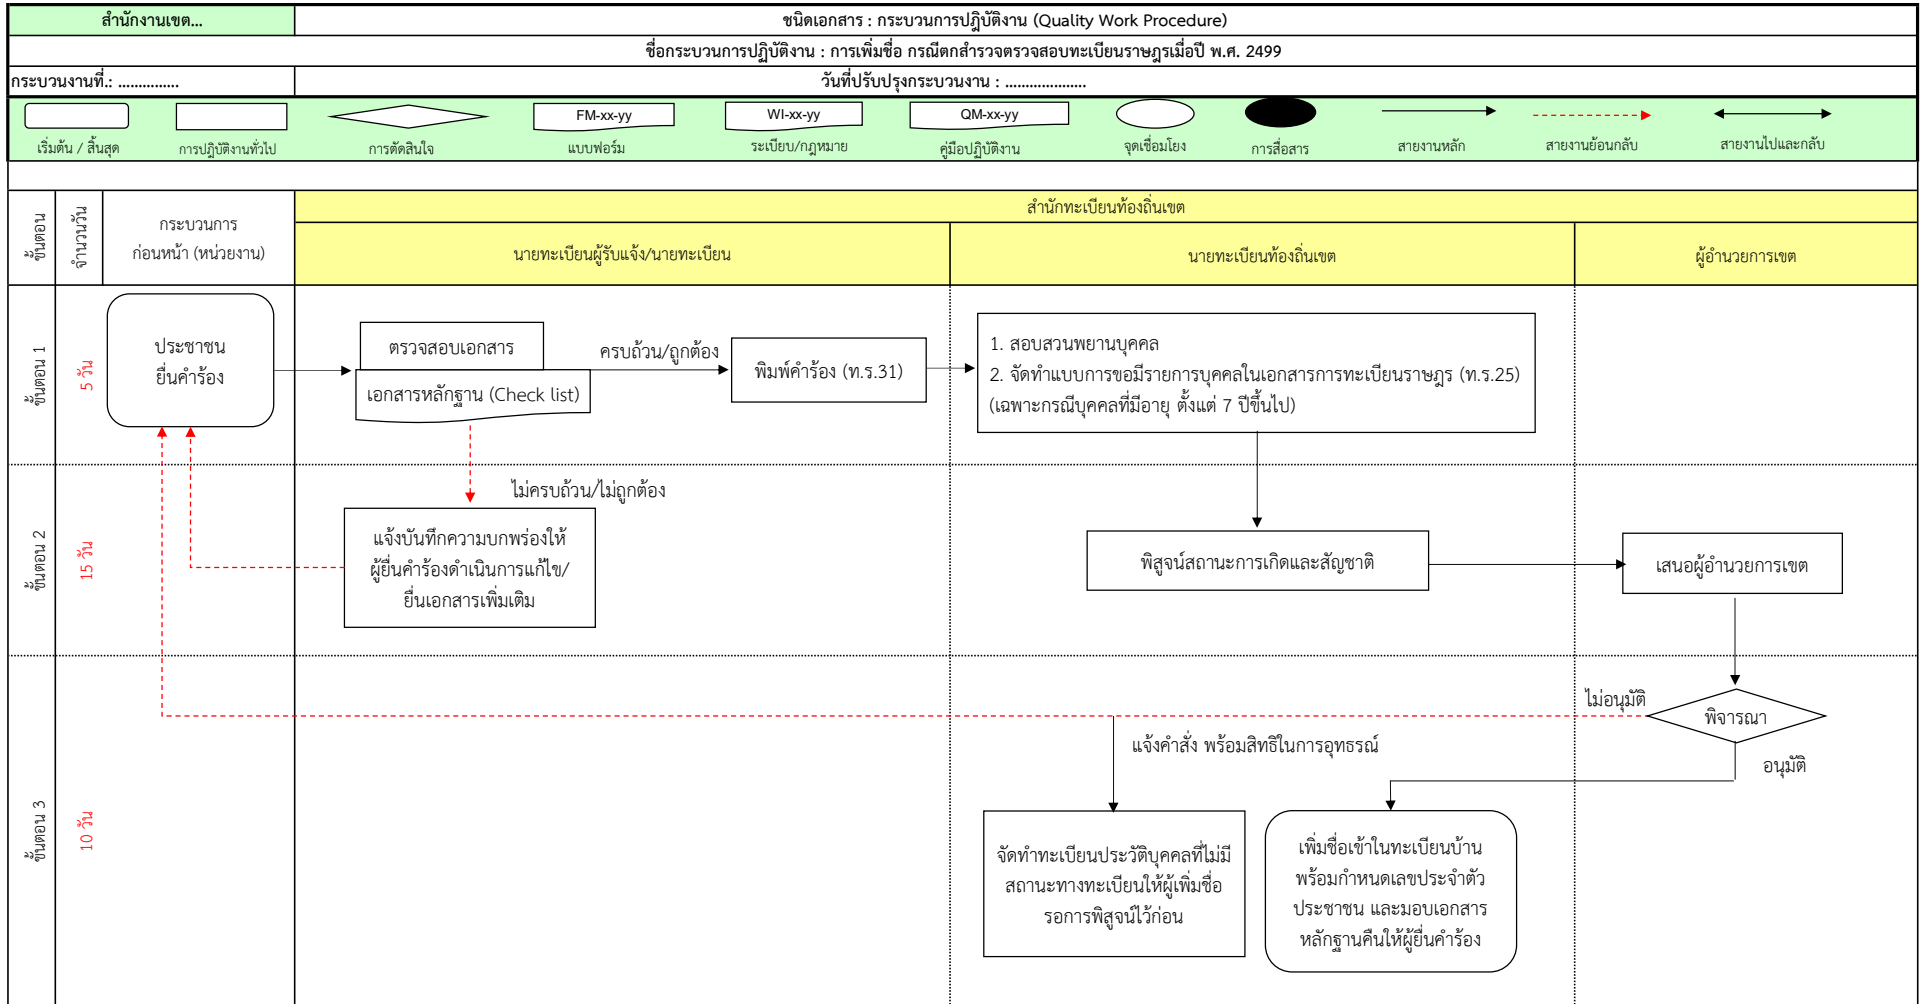 สำนักงานเขต...
ชนิดเอกสาร : กระบวนการปฏิบัติงาน (Quality Work Procedure)
ชื่อกระบวนการปฏิบัติงาน : การเพิ่มชื่อ กรณีตกสำรวจตรวจสอบทะเบียนราษฎรเมื่อปี พ.ศ. 2499
กระบวนงานที่.: ...............
วันที่ปรับปรุงกระบวนงาน : ....................
FM-xx-yy
WI-xx-yy
QM-xx-yy
เริ่มต้น / สิ้นสุด
การปฏิบัติงานทั่วไป
การตัดสินใจ
แบบฟอร์ม
ระเบียบ/กฎหมาย
คู่มือปฏิบัติงาน
จุดเชื่อมโยง
การสื่อสาร
สายงานหลัก
สายงานย้อนกลับ
สายงานไปและกลับ
ขั้นตอน
จำนวนวัน
กระบวนการ
ก่อนหน้า (หน่วยงาน)
สำนักทะเบียนท้องถิ่นเขต
นายทะเบียนผู้รับแจ้ง/นายทะเบียน
นายทะเบียนท้องถิ่นเขต
ผู้อำนวยการเขต
ขั้นตอน 1
5 วัน
ประชาชน
ยื่นคำร้อง
ตรวจสอบเอกสาร
เอกสารหลักฐาน (Check list)
ครบถ้วน/ถูกต้อง
พิมพ์คำร้อง (ท.ร.31)
1. สอบสวนพยานบุคคล
2. จัดทำแบบการขอมีรายการบุคคลในเอกสารการทะเบียนราษฎร (ท.ร.25)
(เฉพาะกรณีบุคคลที่มีอายุ ตั้งแต่ 7 ปีขึ้นไป)
ขั้นตอน 2
15 วัน
ไม่ครบถ้วน/ไม่ถูกต้อง
แจ้งบันทึกความบกพร่องให้
ผู้ยื่นคำร้องดำเนินการแก้ไข/
ยื่นเอกสารเพิ่มเติม
พิสูจน์สถานะการเกิดและสัญชาติ
เสนอผู้อำนวยการเขต
ขั้นตอน 3
10 วัน
ไม่อนุมัติ
พิจารณา
แจ้งคำสั่ง พร้อมสิทธิในการอุทธรณ์
อนุมัติ
จัดทำทะเบียนประวัติบุคคลที่ไม่มี
สถานะทางทะเบียนให้ผู้เพิ่มชื่อ
รอการพิสูจน์ไว้ก่อน
เพิ่มชื่อเข้าในทะเบียนบ้าน
พร้อมกำหนดเลขประจำตัว
ประชาชน และมอบเอกสาร
หลักฐานคืนให้ผู้ยื่นคำร้อง